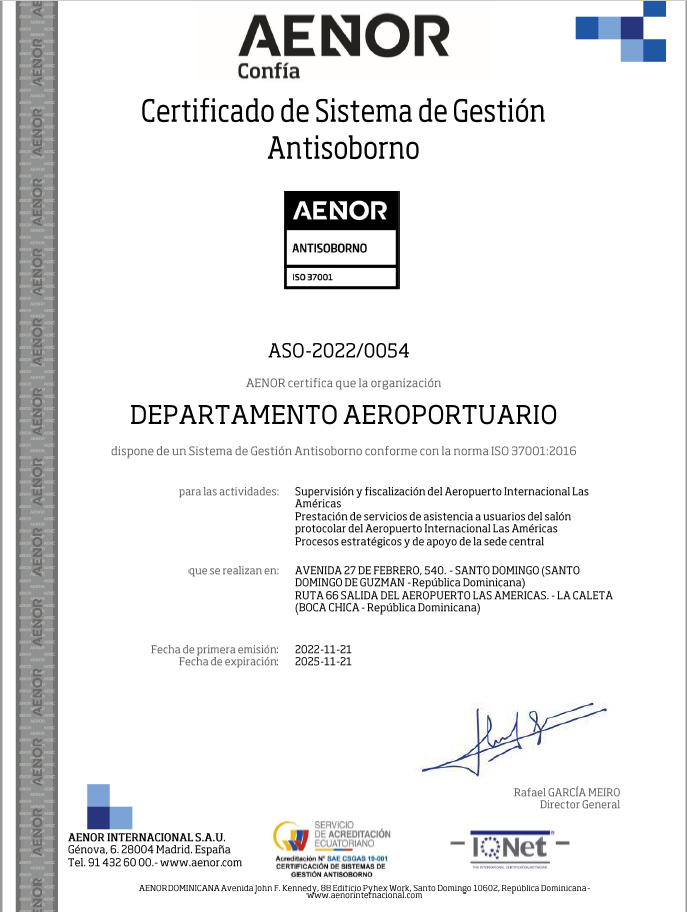 AENOR
Confía
Certificado de Sistema de Gestión
Antisoborno
AENOR
ANTISOBORNO
ISO 37001
ASO-2022/0054
AENOR certifica que la organización
DEPARTAMENTO AEROPORTUARIO
dispone de un Sistema de Gestión Antisoborno conforme con la norma ISO 37001:2016
para las actividades: Supervisión y fiscalización del Aeropuerto Internacional Las
Américas
Prestación de servicios de asistencia a usuarios del salón
protocolar del Aeropuerto Internacional Las Américas
Procesos estratégicos y de apoyo de la sede central
que se realizan en: AVENIDA 27 DE FEBRERO, 540. - SANTO DOMINGO (SANTO
DOMINGO DE GUZMAN - República Dominicana)
RUTA 66 SALIDA DEL AEROPUERTO LAS AMERICAS. - LA CALETA
(BOCA CHICA - República Dominicana)
Fecha de primera emisión: 2022-11-21
Fecha de expiración: 2025-11-21
Rafael GARCÍA MEIRO
Director General
AENOR INTERNACIONAL S.A.U.
Génova, 6. 28004 Madrid. España
Tel. 91 432 60 00.- www.aenor.com
SERVICIO
DE ACREDITACIÓN
ECUATORIANO
Acreditación N° SAE CSGAS 19-001
CERTIFICACIÓN DE SISTEMAS DE
GESTIÓN ANTISOBORNO
IQNet
THE INTERNATIONAL CERTIFICATION NETWORK
AENOR DOMINICANA Avenida John F. Kennedy, 88 Edificio Pyhex Work, Santo Domingo 10602, República Dominicana -
www.aenorinternacional.com